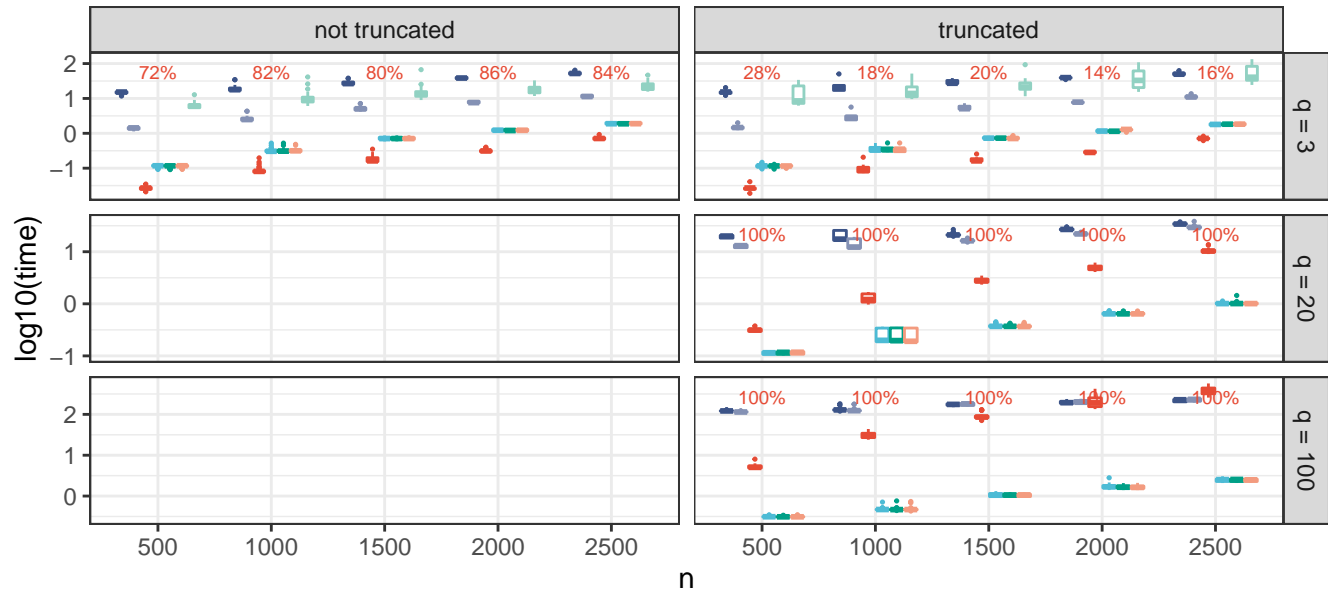 not truncated
truncated
72% 82% 80% 86% 84%
28% 18% 20% 14% 16%
2
1
0
−1
q = 3
100% 100% 100% 100% 100%
1
0
−1
q = 20
100% 100% 100% 100% 100%
2
1
0
q = 100
log10(time)
500 1000 1500 2000 2500
500 1000 1500 2000 2500
n